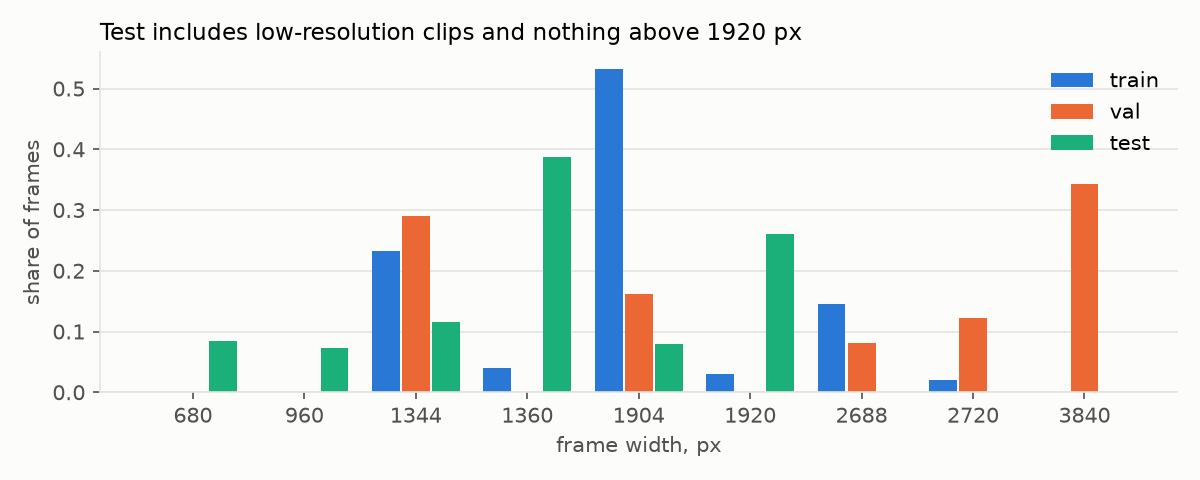 Test includes low-resolution clips and nothing above 1920 px
train
val
test
0.5
0.4
0.3
0.2
0.1
0.0
share of frames
680 960 1344 1360 1904 1920 2688 2720 3840
frame width, px